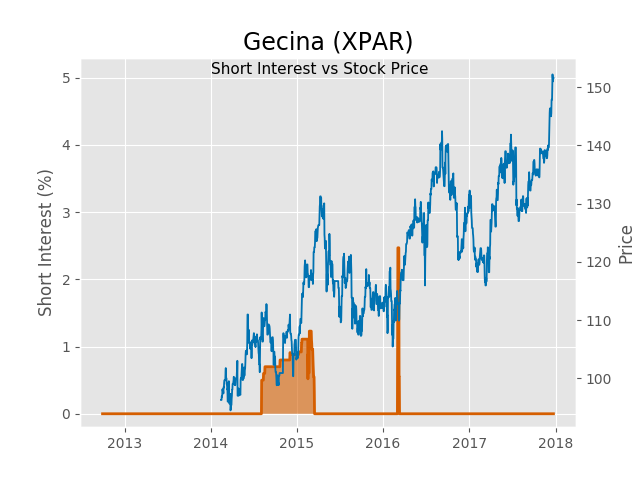 Gecina (XPAR)
Short Interest vs Stock Price
Short Interest (%)
5
4
3
2
1
0
150
140
130
120
110
100
Price
2013 2014 2015 2016 2017 2018